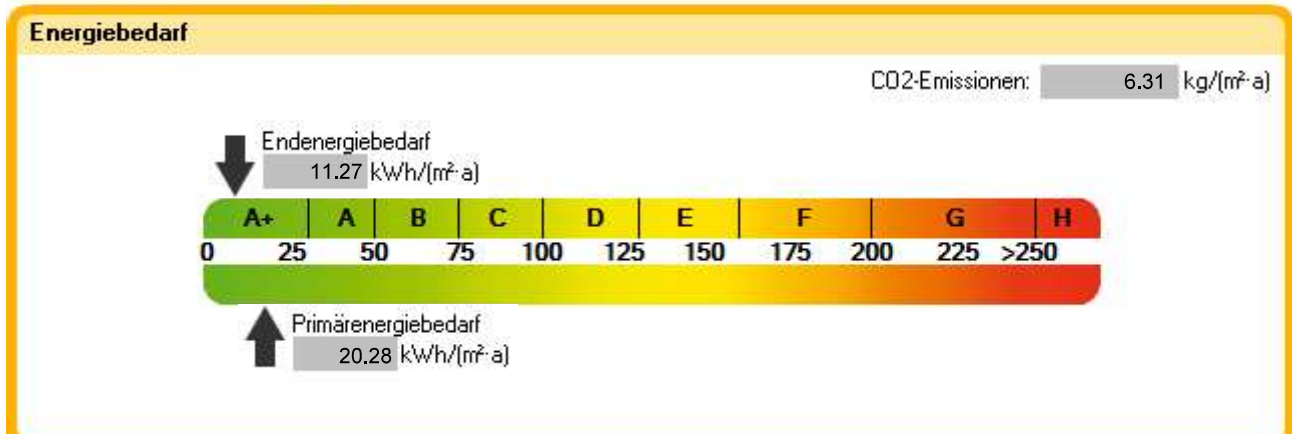 Energiebedarf
CO2-Emissionen: 6.31 kg/(m²·a)
Endenergiebedarf
11.27 kWh/(m²·a)
A+ A B C D E F G H
0 25 50 75 100 125 150 175 200 225 >250
Primärenergiebedarf
20.28 kWh/(m²·a)